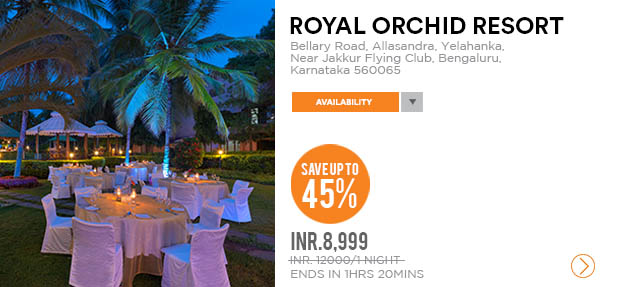 ROYAL ORCHID RESORT
Bellary Road, Allasandra, Yelahanka,
Near Jakkur Flying Club, Bengaluru,
Karnataka 560065
AVAILABILITY
SAVE UP TO
45%
INR.8,999
INR. 12000/1 NIGHT
ENDS IN 1HRS 20MINS